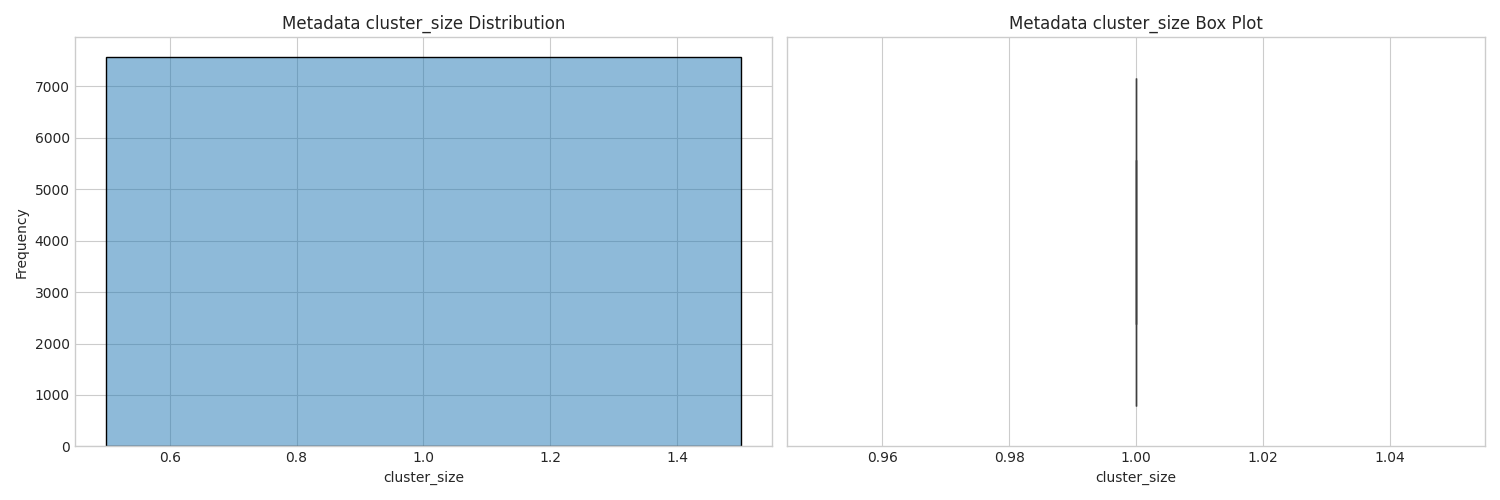 Metadata cluster_size Distribution
Frequency
7000
6000
5000
4000
3000
2000
1000
0
0.6 0.8 1.0 1.2 1.4
cluster_size
Metadata cluster_size Box Plot
0.96 0.98 1.00 1.02 1.04
cluster_size